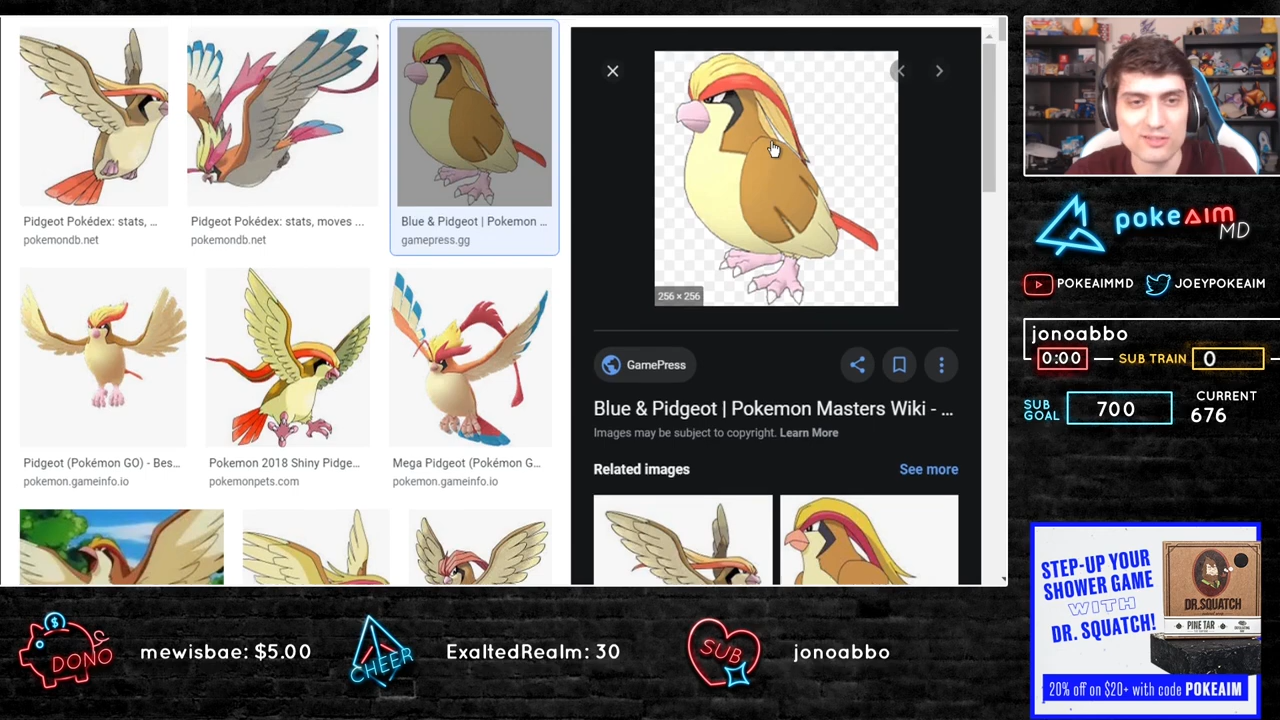 Pidgeot Pokédex: stats, ...
pokemondb.net
Pidgeot Pokédex: stats, moves ...
pokemondb.net
Blue & Pidgeot | Pokemon ...
gamepress.gg
Pidgeot (Pokémon GO) - Bes...
pokemon.gameinfo.io
Pokemon 2018 Shiny Pidge...
pokemonpets.com
Mega Pidgeot (Pokémon G...
pokemon.gameinfo.io
256 × 256
GamePress
Blue & Pidgeot | Pokemon Masters Wiki - ...
Images may be subject to copyright. Learn More
Related images
See more
pokeAIM
MD
POKEAIMMD
JOEYPOKEAIM
jonoabbo
0:00
SUB TRAIN
0
SUB GOAL
700
CURRENT
676
STEP-UP YOUR
SHOWER GAME
WITH
DR. SQUATCH!
DR.SQUATCH
PINE TAR
20% off on $20+ with code POKEAIM
DONO
mewisbae: $5.00
CHEER
ExaltedRealm: 30
SUB
jonoabbo